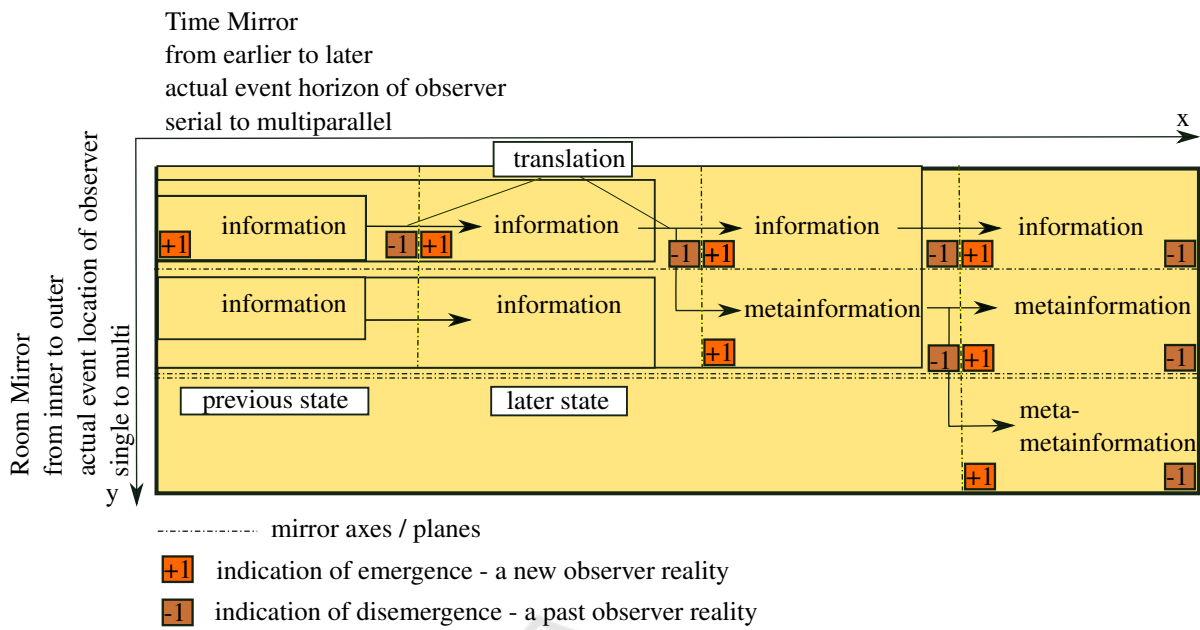 Time Mirror
from earlier to later
actual event horizon of observer
serial to multiparallel
x
Room Mirror
from inner to outer
actual event location of observer
single to multi
y
translation
information
information
information
information
+1
-1
+1
-1
+1
-1
+1
-1
information
information
metainformation
metainformation
+1
-1
+1
-1
previous state
later state
meta-
metainformation
+1
-1
mirror axes / planes
+1
indication of emergence - a new observer reality
-1
indication of disemergence - a past observer reality